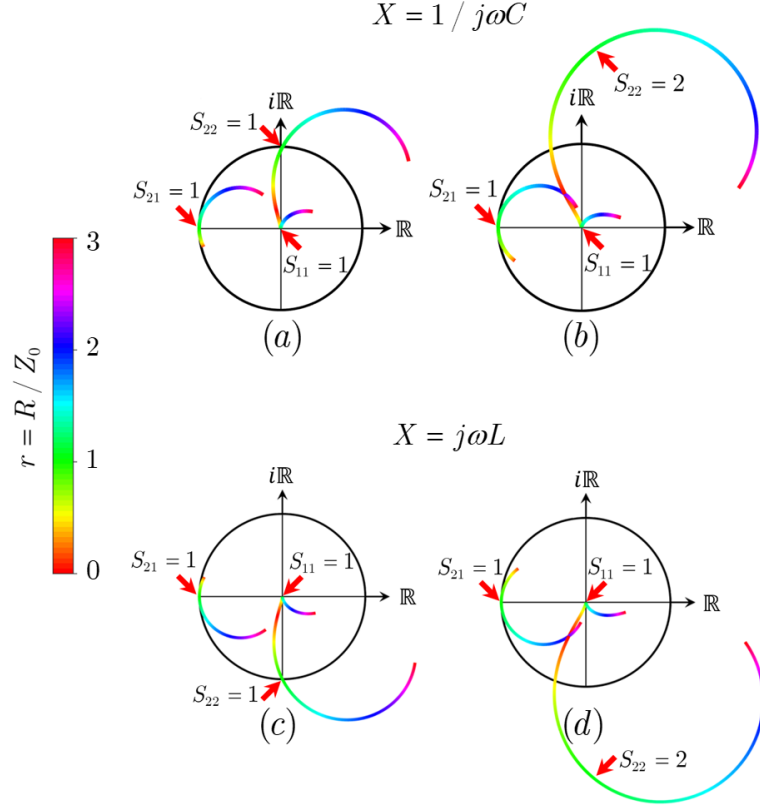 X = 1 / jωC
iℝ
S₂₂ = 1
S₂₁ = 1
ℝ
S₁₁ = 1
(a)
iℝ
S₂₂ = 2
S₂₁ = 1
ℝ
S₁₁ = 1
(b)
r = R / Z₀
3
2
1
0
X = jωL
iℝ
S₂₁ = 1
S₁₁ = 1
ℝ
S₂₂ = 1
(c)
iℝ
S₂₁ = 1
S₁₁ = 1
ℝ
S₂₂ = 2
(d)